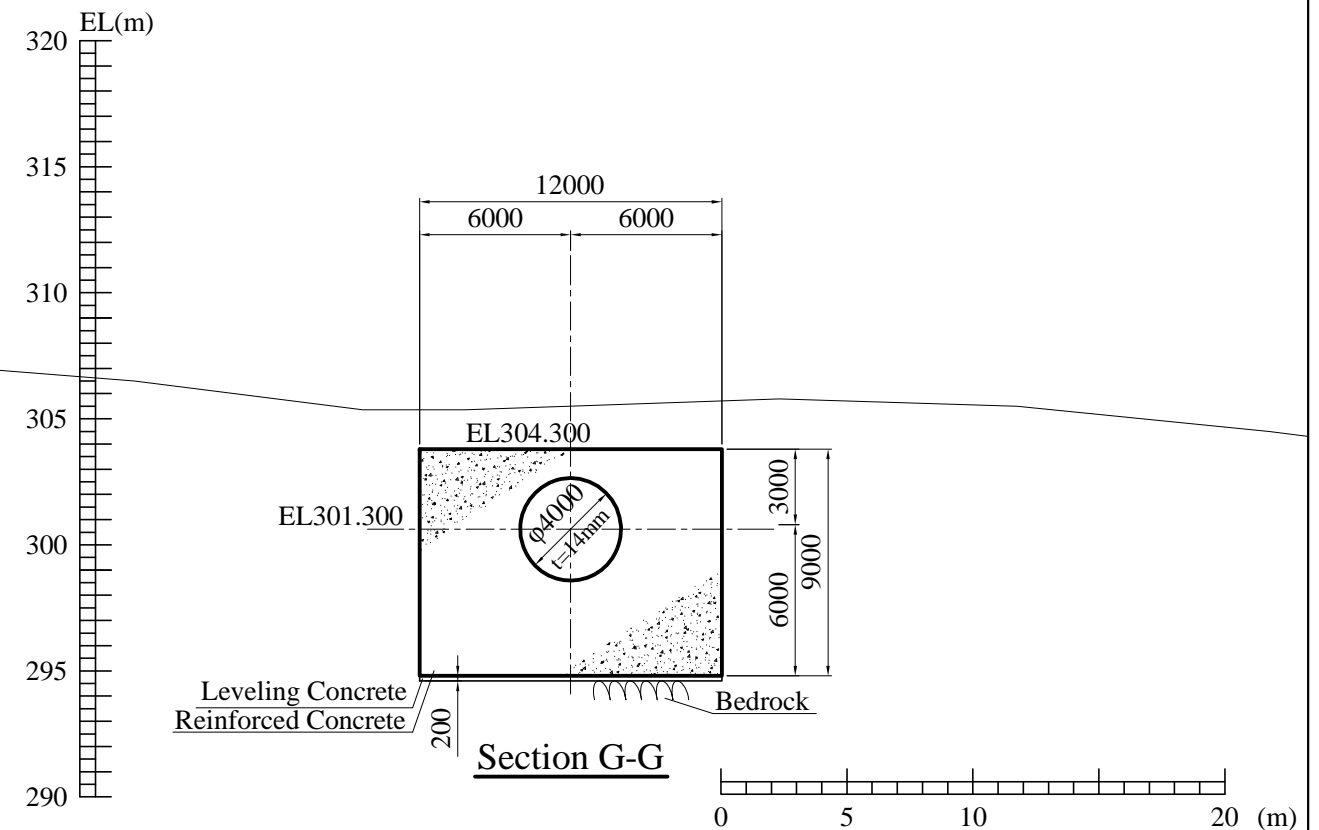 EL(m)
320
315
12000
6000 6000
310
305
EL304.300
3000
φ4000
EL301.300
t=14mm
300
9000
6000
295
Leveling Concrete
Bedrock
Reinforced Concrete
200
Section G-G
290
0 5 10 20 (m)